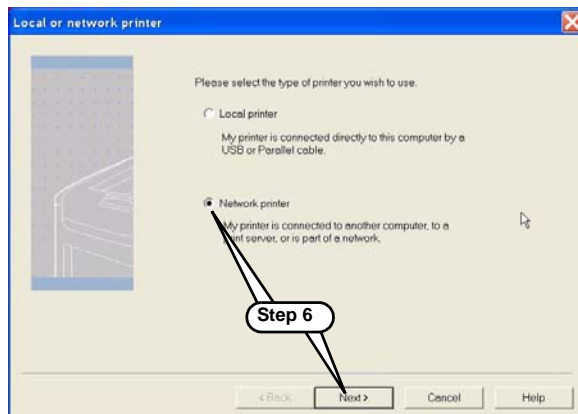 Local or network printer
Please select the type of printer you wish to use.
Local printer
My printer is connected directly to this computer by a
USB or Parallel cable.
Network printer
My printer is connected to another computer, to a
print server, or is part of a network.
Step 6
< Back
Next >
Cancel
Help